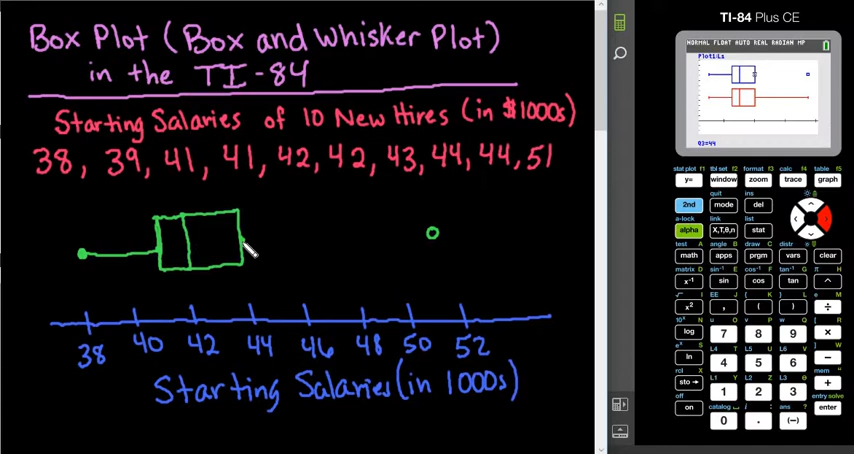 Box Plot (Box and Whisker Plot)
in the TI-84
Starting Salaries of 10 New Hires (in $1000s)
38, 39, 41, 41, 42, 42, 43, 44, 44, 51
38 40 42 44 46 48 50 52
Starting Salaries (in 1000s)
TI-84 Plus CE
NORMAL FLOAT AUTO REAL RADIAN MP
Plot1:L1
Q3=44
stat plot f1 tbl set f2 format f3 calc f4 table f5
y= window zoom trace graph
quit ins
2nd mode del
a-lock link list
alpha X,T,θ,n stat
test A angle B draw C distr
math apps prgm vars clear
matrix D sin⁻¹ E cos⁻¹ F tan⁻¹ G π H
x⁻¹ sin cos tan ^
√ I EE J { K } L e M
x² , ( ) ÷
10ˣ N u O v P w Q [ R
log 7 8 9 ×
eˣ S L4 T L5 U L6 V ] W
ln 4 5 6 −
rcl X L1 Y L2 Z L3 θ mem "
sto→ 1 2 3 +
off catalog ⎵ i : ans ? entry solve
on 0 . (−) enter